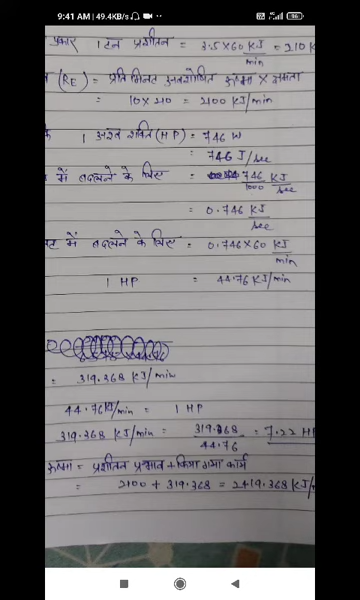 9:41 AM | 49.4KB/s
86
प्रकार 1 टन प्रशीतन = 3.5×60 KJ/min = 210 K
(RE) = प्रति मिनट अवशोषित ऊष्मा × क्षमता
= 10 × 210 = 2100 KJ/min
1 अश्व शक्ति (HP) = 746 W
= 746 J/sec
में बदलने के लिए = 746/1000 KJ/sec
= 0.746 KJ/sec
में बदलने के लिए = 0.746×60 KJ/min
1 HP = 44.76 KJ/min
= 319.368 KJ/min
44.76 KJ/min = 1 HP
319.368 KJ/min = 319.368/44.76 = 7.22 HP
ऊष्मा = प्रशीतन प्रभाव + किया गया कार्य
= 2100 + 319.368 = 2419.368 KJ/